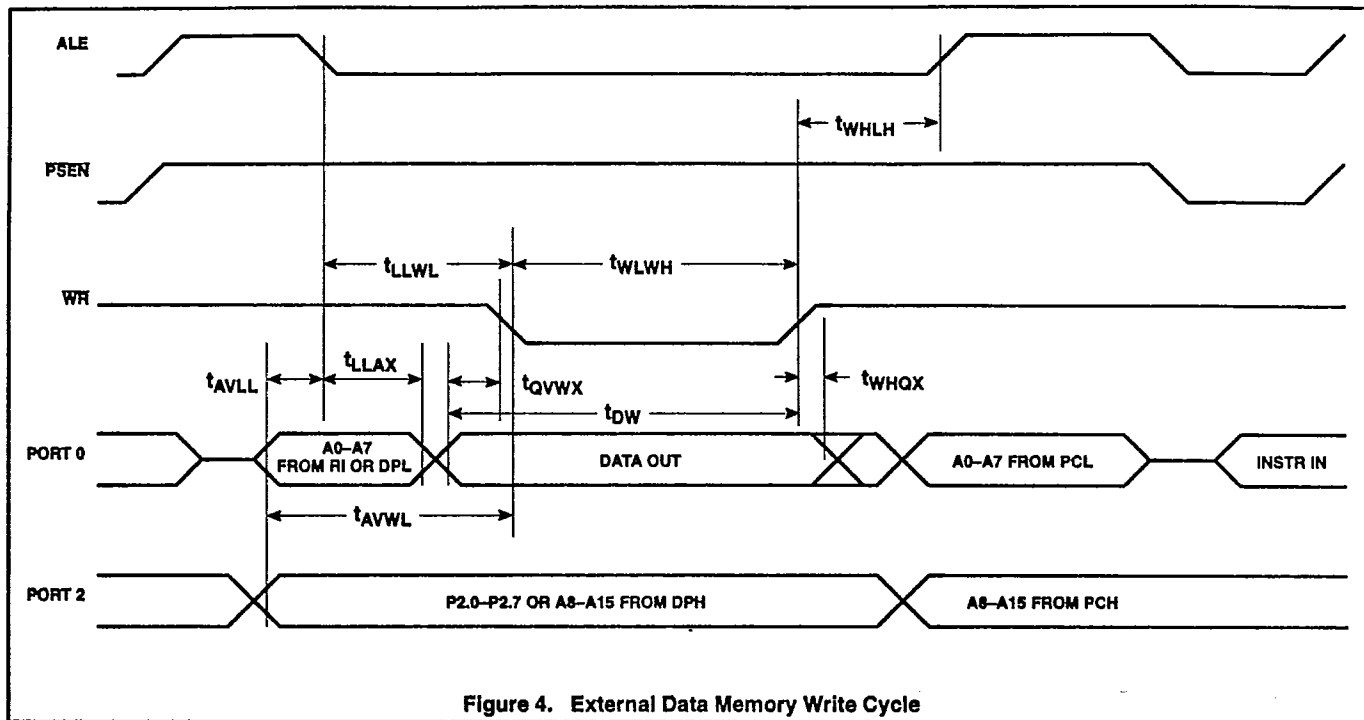 ALE
tWHLH
PSEN
tLLWL
tWLWH
WR
tAVLL
tLLAX
tQVWX
tWHQX
tDW
PORT 0
A0–A7
FROM RI OR DPL
DATA OUT
A0–A7 FROM PCL
INSTR IN
tAVWL
PORT 2
P2.0–P2.7 OR A8–A15 FROM DPH
A8–A15 FROM PCH
Figure 4. External Data Memory Write Cycle